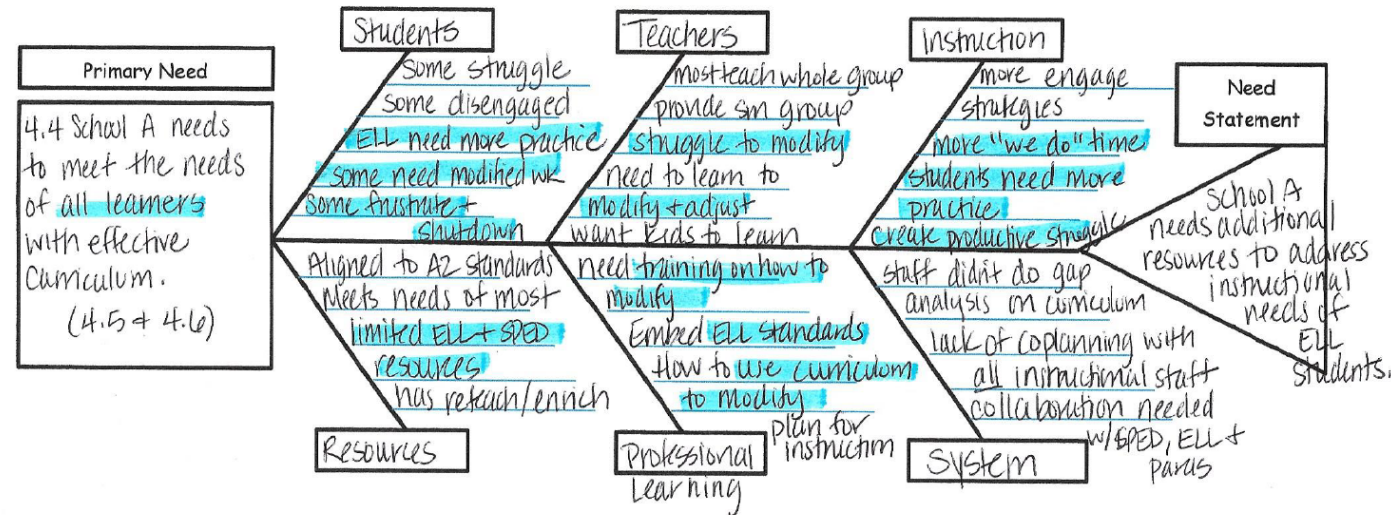 Primary Need
4.4 School A needs
to meet the needs
of all learners
with effective
Curriculum.
(4.5 + 4.6)
Students
Some struggle
Some disengaged
ELL need more practice
some need modified wk
Some frustrate +
shutdown
Teachers
most teach whole group
provide sm group
struggle to modify
need to learn to
modify + adjust
want kids to learn
Instruction
more engage
strategies
more "we do" time
students need more
practice
create productive struggle
Resources
Aligned to AZ standards
Meets needs of most
limited ELL + SPED
resources
has reteach/enrich
Professional
Learning
need training on how to
modify
Embed ELL Standards
How to use curriculum
to modify
plan for
instruction
System
staff didn't do gap
analysis on curriculum
lack of coplanning with
all instructional staff
collaboration needed
w/SPED, ELL +
paras
Need
Statement
School A
needs additional
resources to address
instructional
needs of
ELL
students.